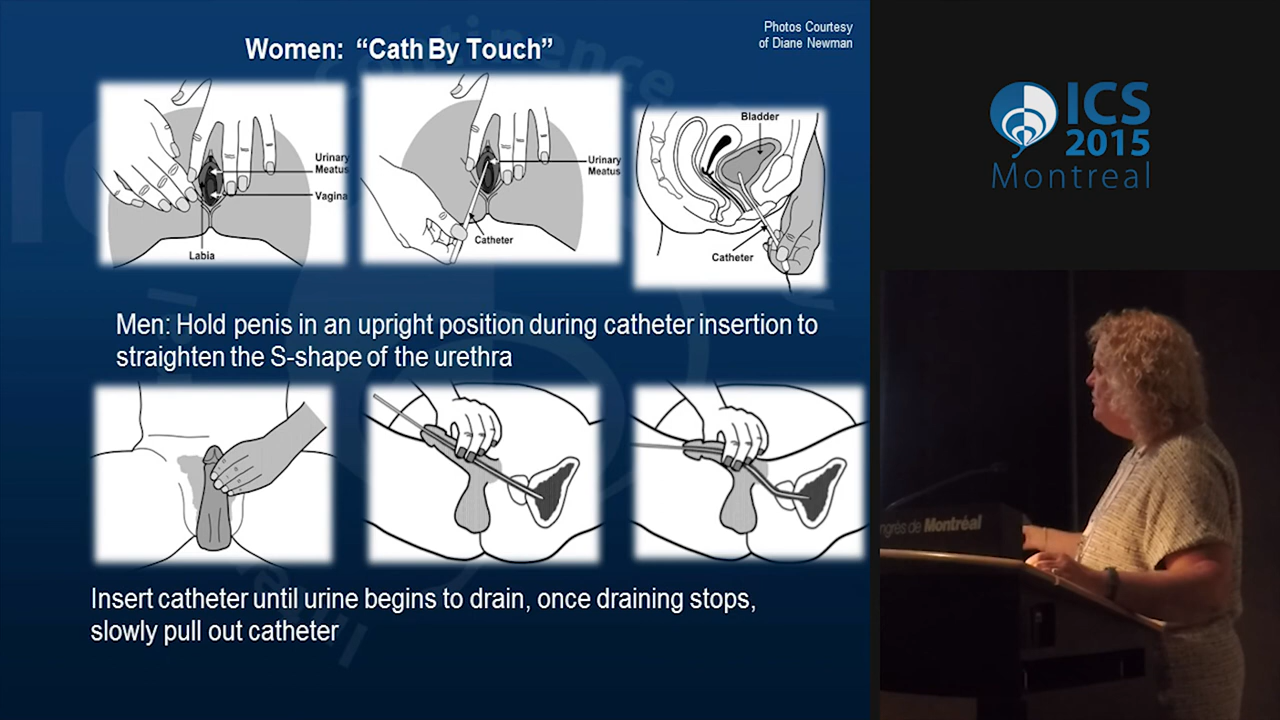 Photos Courtesy
of Diane Newman
Women: “Cath By Touch”
Urinary
Meatus
Vagina
Labia
Urinary
Meatus
Catheter
Bladder
Catheter
Men: Hold penis in an upright position during catheter insertion to
straighten the S-shape of the urethra
Insert catheter until urine begins to drain, once draining stops,
slowly pull out catheter
ICS
2015
Montreal
ngrès de Montréal